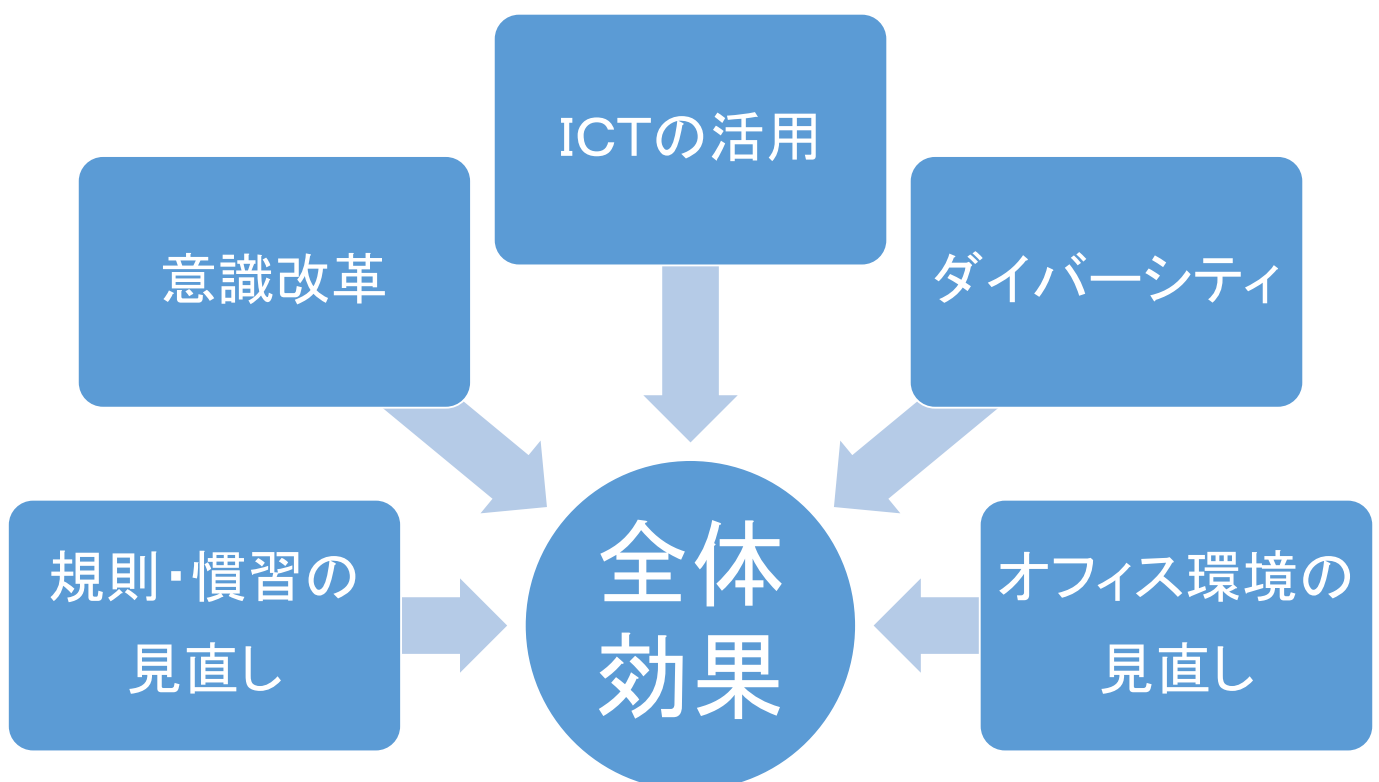 ICTの活用
意識改革
ダイバーシティ
規則・慣習の
見直し
全体
効果
オフィス環境の
見直し